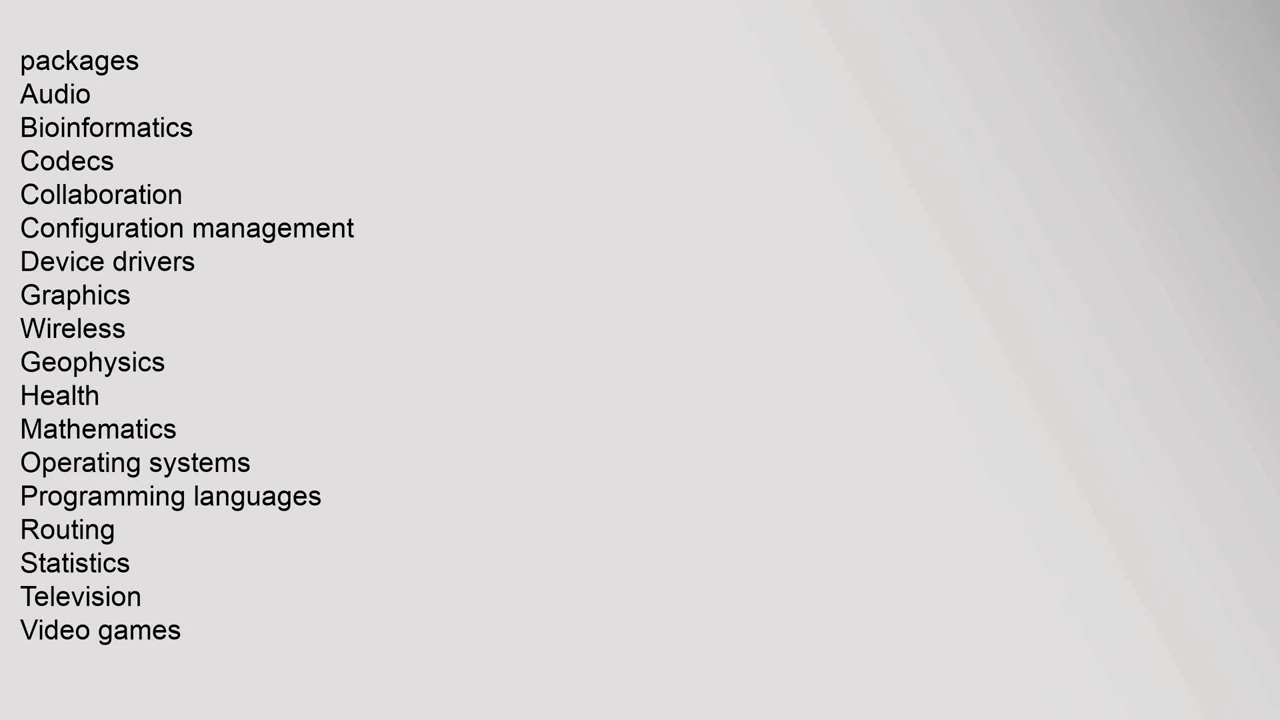 packages
Audio
Bioinformatics
Codecs
Collaboration
Configuration management
Device drivers
Graphics
Wireless
Geophysics
Health
Mathematics
Operating systems
Programming languages
Routing
Statistics
Television
Video games